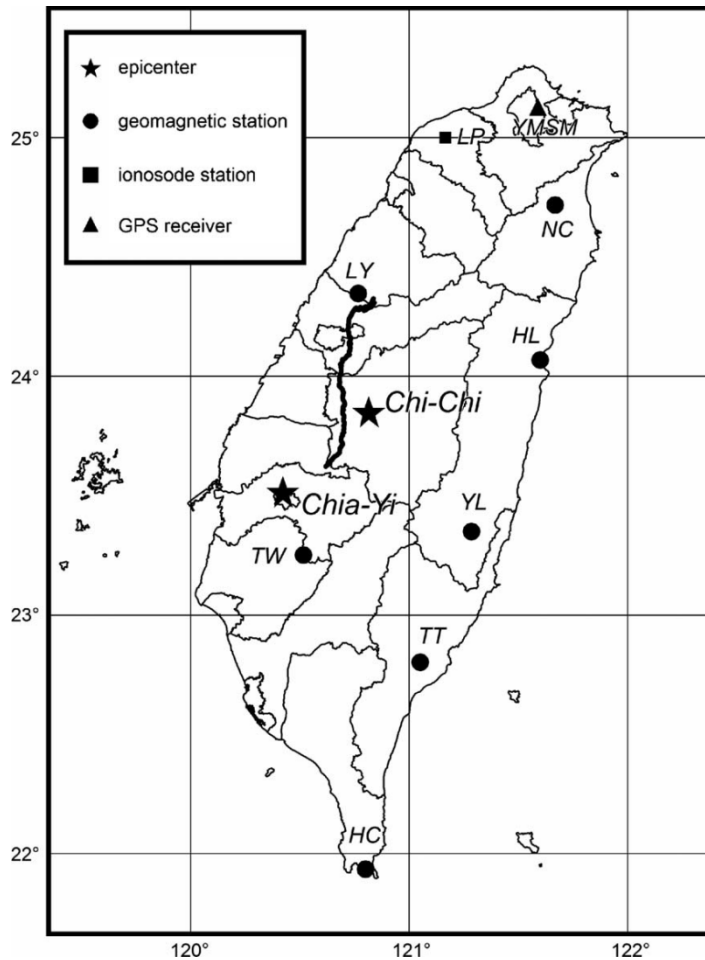 epicenter
geomagnetic station
ionosode station
GPS receiver
25°
24°
23°
22°
YMSM
LP
NC
LY
HL
Chi-Chi
Chia-Yi
YL
TW
TT
HC
120°
121°
122°